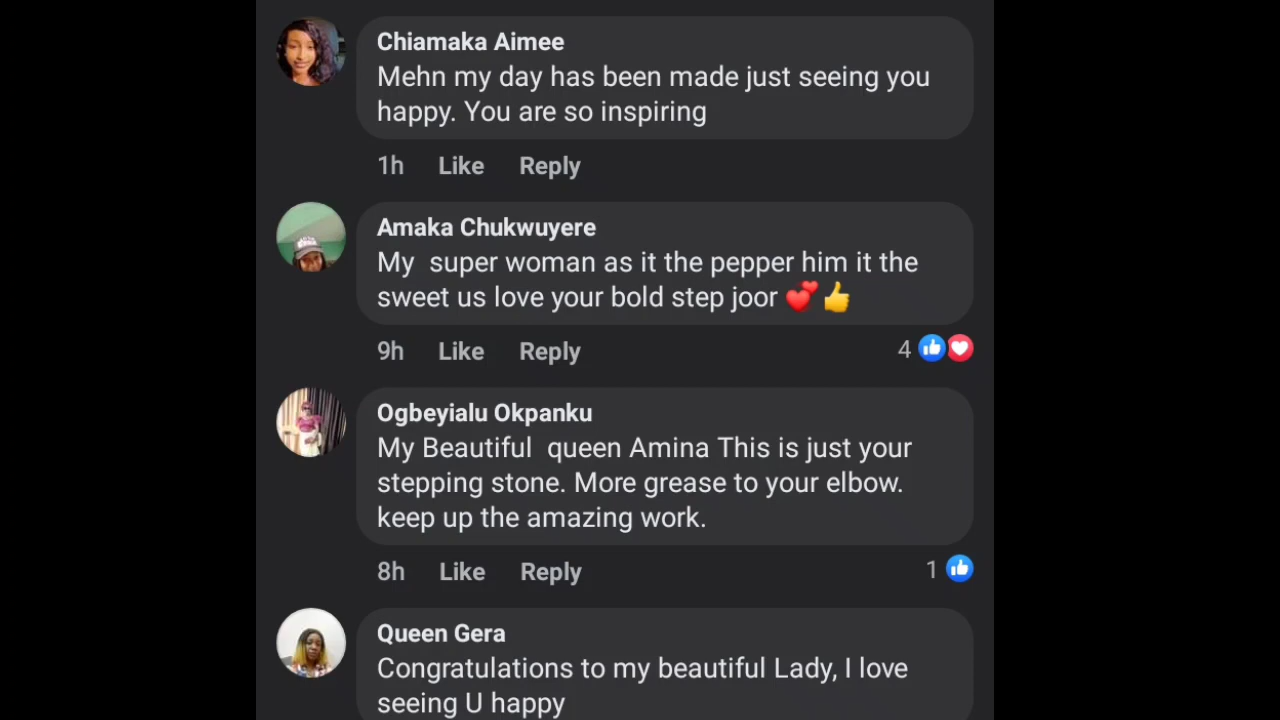 Chiamaka Aimee
Mehn my day has been made just seeing you
happy. You are so inspiring
1h Like Reply
Amaka Chukwuyere
My super woman as it the pepper him it the
sweet us love your bold step joor 💕👍
9h Like Reply 4
Ogbeyialu Okpanku
My Beautiful queen Amina This is just your
stepping stone. More grease to your elbow.
keep up the amazing work.
8h Like Reply 1
Queen Gera
Congratulations to my beautiful Lady, I love
seeing U happy